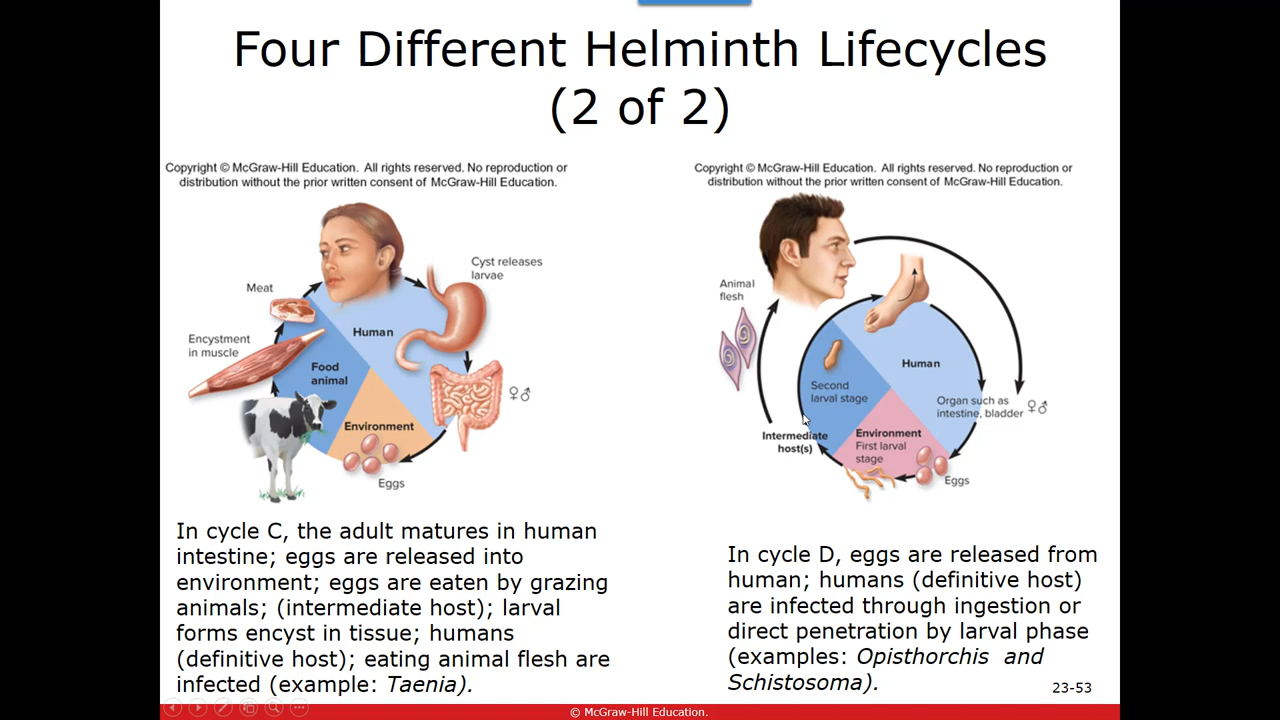 Four Different Helminth Lifecycles
(2 of 2)
Copyright © McGraw-Hill Education. All rights reserved. No reproduction or
distribution without the prior written consent of McGraw-Hill Education.
Cyst releases
larvae
Meat
Encystment
in muscle
Human
Food
animal
♀♂
Environment
Eggs
In cycle C, the adult matures in human
intestine; eggs are released into
environment; eggs are eaten by grazing
animals; (intermediate host); larval
forms encyst in tissue; humans
(definitive host); eating animal flesh are
infected (example: Taenia).
Copyright © McGraw-Hill Education. All rights reserved. No reproduction or
distribution without the prior written consent of McGraw-Hill Education.
Animal
flesh
Human
Second
larval stage
Organ such as
intestine, bladder ♀♂
Intermediate
host(s)
Environment
First larval
stage
Eggs
In cycle D, eggs are released from
human; humans (definitive host)
are infected through ingestion or
direct penetration by larval phase
(examples: Opisthorchis and
Schistosoma).
23-53
© McGraw-Hill Education.